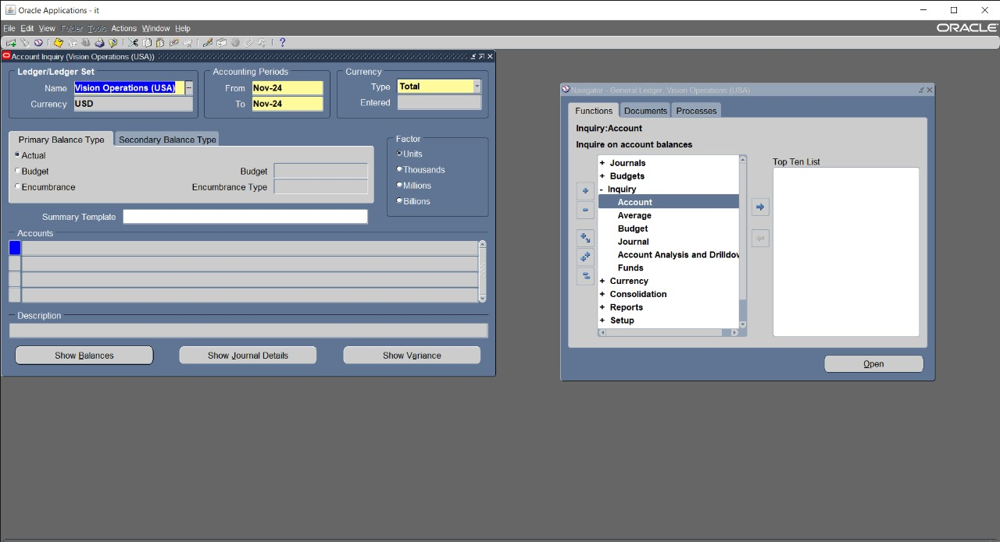 Oracle Applications - it
File Edit View Folder Tools Actions Window Help
ORACLE
Account Inquiry (Vision Operations (USA))
Ledger/Ledger Set
Name Vision Operations (USA)
Currency USD
Accounting Periods
From Nov-24
To Nov-24
Currency
Type Total
Entered
Primary Balance Type
Secondary Balance Type
Actual
Budget
Budget
Encumbrance
Encumbrance Type
Factor
Units
Thousands
Millions
Billions
Summary Template
Accounts
Description
Show Balances
Show Journal Details
Show Variance
Navigator - General Ledger, Vision Operations (USA)
Functions
Documents
Processes
Inquiry:Account
Inquire on account balances
+ Journals
+ Budgets
- Inquiry
Account
Average
Budget
Journal
Account Analysis and Drilldov
Funds
+ Currency
+ Consolidation
+ Reports
+ Setup
Top Ten List
Open